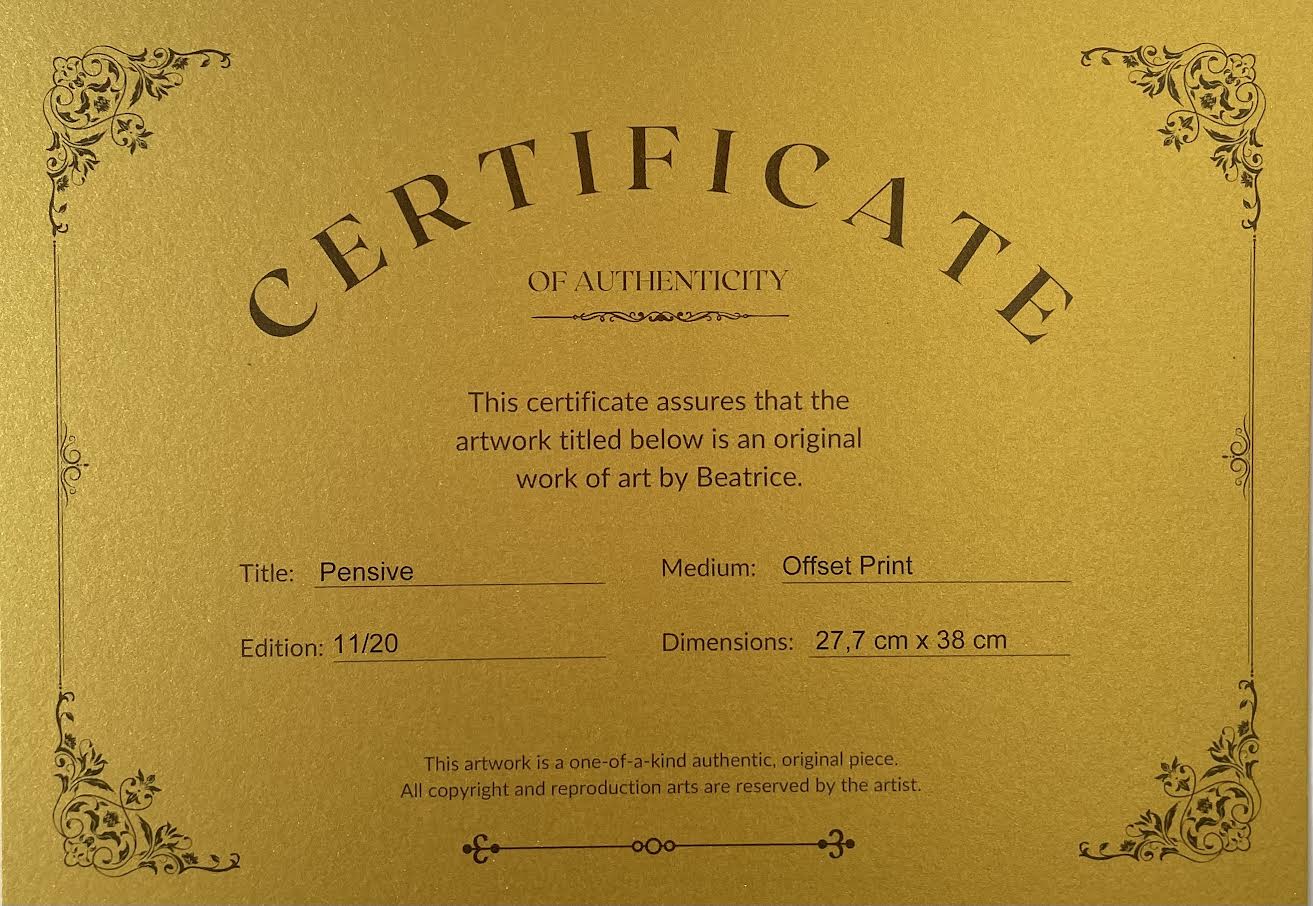 CERTIFICATE
OF AUTHENTICITY
This certificate assures that the
artwork titled below is an original
work of art by Beatrice.
Title: Pensive
Medium: Offset Print
Edition: 11/20
Dimensions: 27,7 cm x 38 cm
This artwork is a one-of-a-kind authentic, original piece.
All copyright and reproduction arts are reserved by the artist.